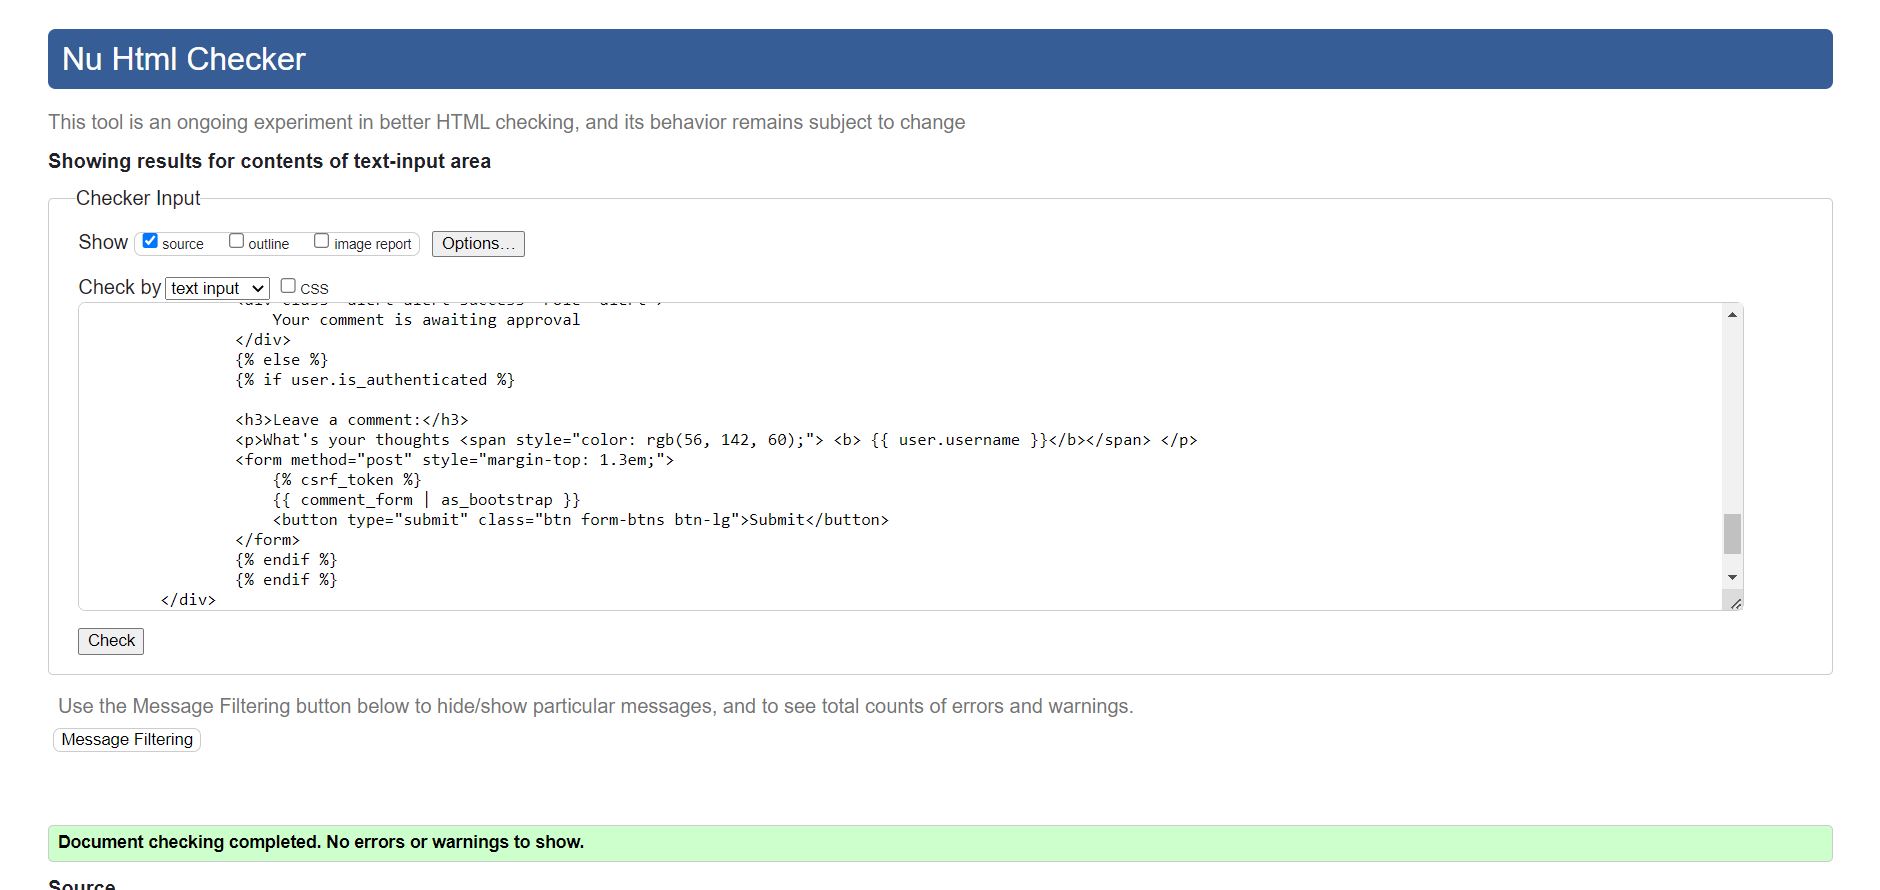 Nu Html Checker
This tool is an ongoing experiment in better HTML checking, and its behavior remains subject to change
Showing results for contents of text-input area
Checker Input
Show source outline image report Options...
Check by text input CSS
Your comment is awaiting approval
</div>
{% else %}
{% if user.is_authenticated %}
<h3>Leave a comment:</h3>
<p>What's your thoughts <span style="color: rgb(56, 142, 60);"> <b> {{ user.username }}</b></span> </p>
<form method="post" style="margin-top: 1.3em;">
{% csrf_token %}
{{ comment_form | as_bootstrap }}
<button type="submit" class="btn form-btns btn-lg">Submit</button>
</form>
{% endif %}
{% endif %}
</div>
Check
Use the Message Filtering button below to hide/show particular messages, and to see total counts of errors and warnings.
Message Filtering
Document checking completed. No errors or warnings to show.
Source